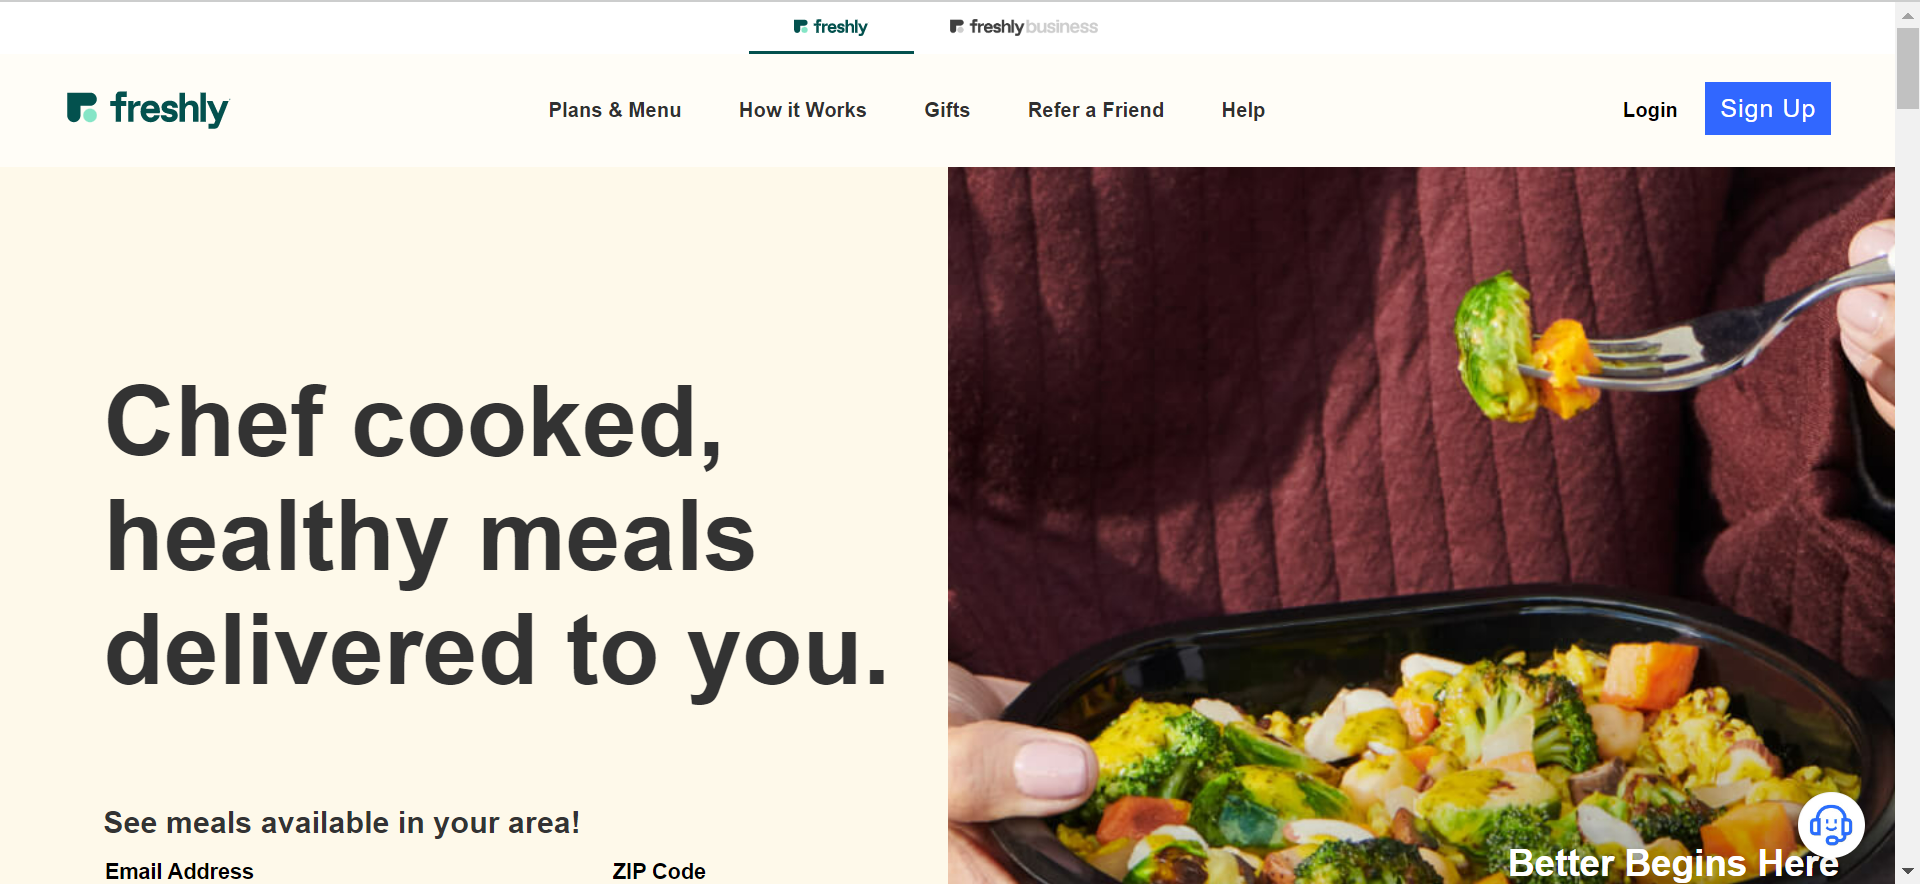 freshly
freshlybusiness
freshly
Plans & Menu
How it Works
Gifts
Refer a Friend
Help
Login
Sign Up
Chef cooked,
healthy meals
delivered to you.
See meals available in your area!
Email Address
ZIP Code
Better Begins Here